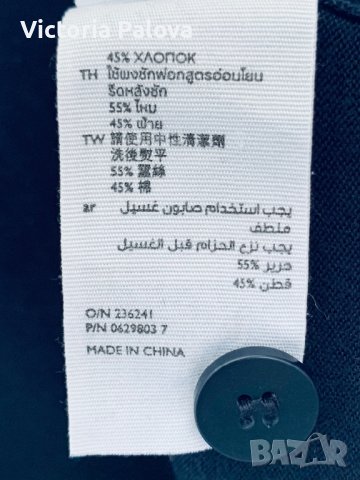 Victoria Palova
45% ХЛОПОК
TH ใช้ผงซักฟอกสูตรอ่อนโยน
รีดหลังซัก
55% ไหม
45% ฝ้าย
TW 請使用中性清潔劑
洗後熨平
55% 蠶絲
45% 棉
ar يجب استخدام صابون غسيل
ملطف
يجب نزع الحزام قبل الغسيل
حرير 55%
قطن 45%
O/N 236241
P/N 0629803 7
MADE IN CHINA
BAZAR